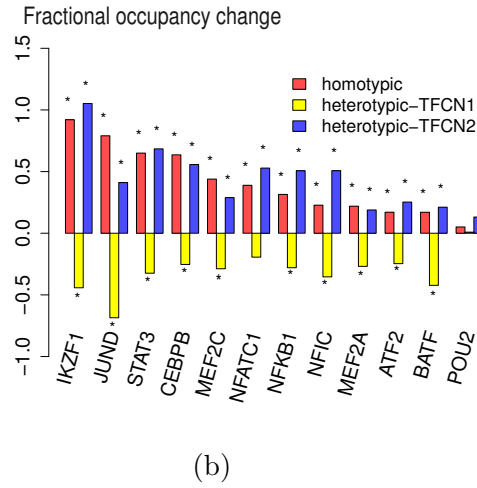 Fractional occupancy change
1.5
1.0
0.5
0.0
−0.5
−1.0
homotypic
heterotypic−TFCN1
heterotypic−TFCN2
* * * * * * * * * * * * * * * * * * * * * *
* * * * * * * * * *
IKZF1
JUND
STAT3
CEBPB
MEF2C
NFATC1
NFKB1
NFIC
MEF2A
ATF2
BATF
POU2
(b)